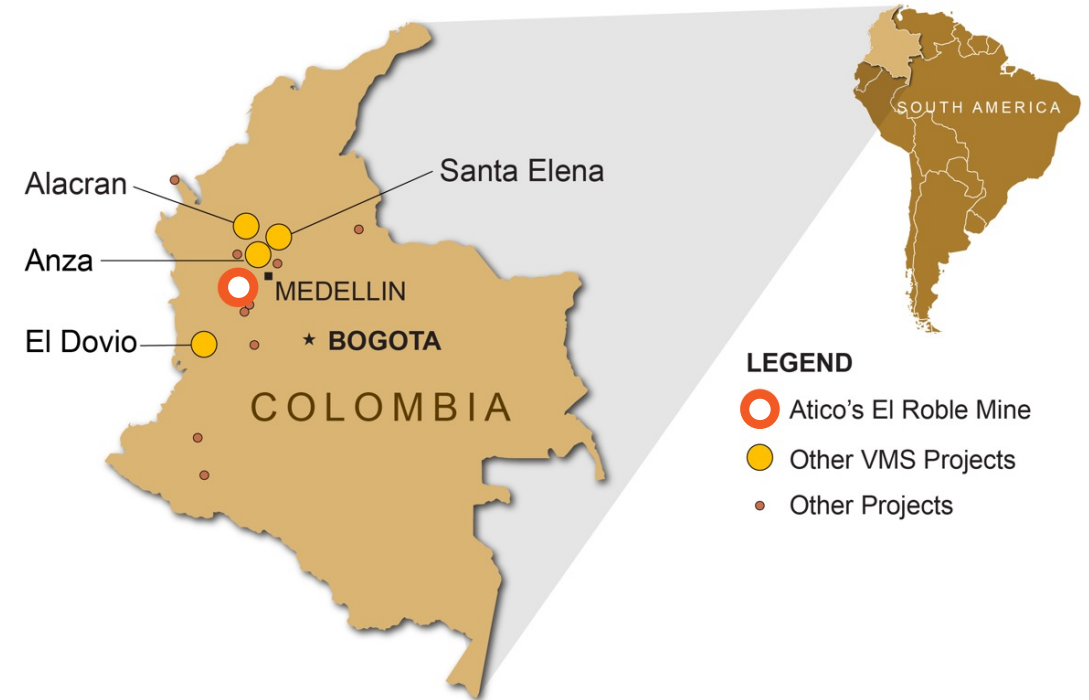 SOUTH AMERICA
Alacran
Santa Elena
Anza
MEDELLIN
El Dovio
BOGOTA
COLOMBIA
LEGEND
Atico's El Roble Mine
Other VMS Projects
Other Projects